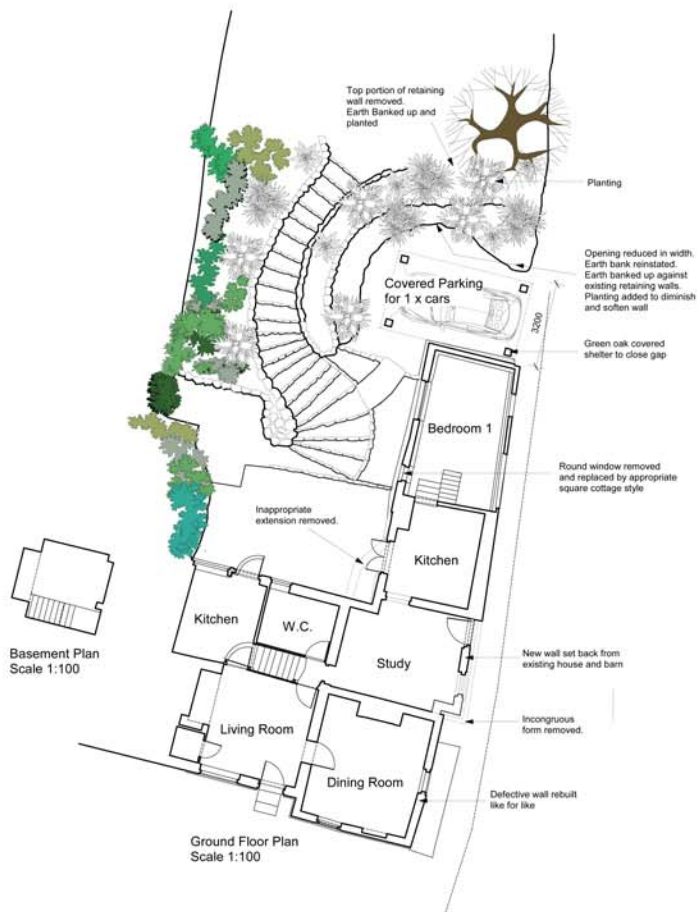 Top portion of retaining
wall removed.
Earth Banked up and
planted
Planting
Opening reduced in width.
Earth bank reinstated.
Earth banked up against
existing retaining walls.
Planting added to diminish
and soften wall
Covered Parking
for 1 x cars
3200
Green oak covered
shelter to close gap
Bedroom 1
Round window removed
and replaced by appropriate
square cottage style
Inappropriate
extension removed.
Kitchen
Kitchen
W.C.
Basement Plan
Scale 1:100
Study
New wall set back from
existing house and barn
Incongruous
form removed.
Living Room
Dining Room
Defective wall rebuilt
like for like
Ground Floor Plan
Scale 1:100